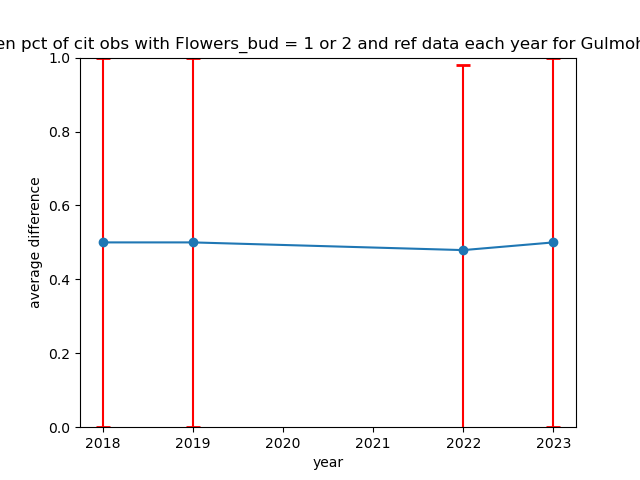 en pct of cit obs with Flowers_bud = 1 or 2 and ref data each year for Gulmoh
1.0
0.8
0.6
0.4
0.2
0.0
average difference
2018 2019 2020 2021 2022 2023
year